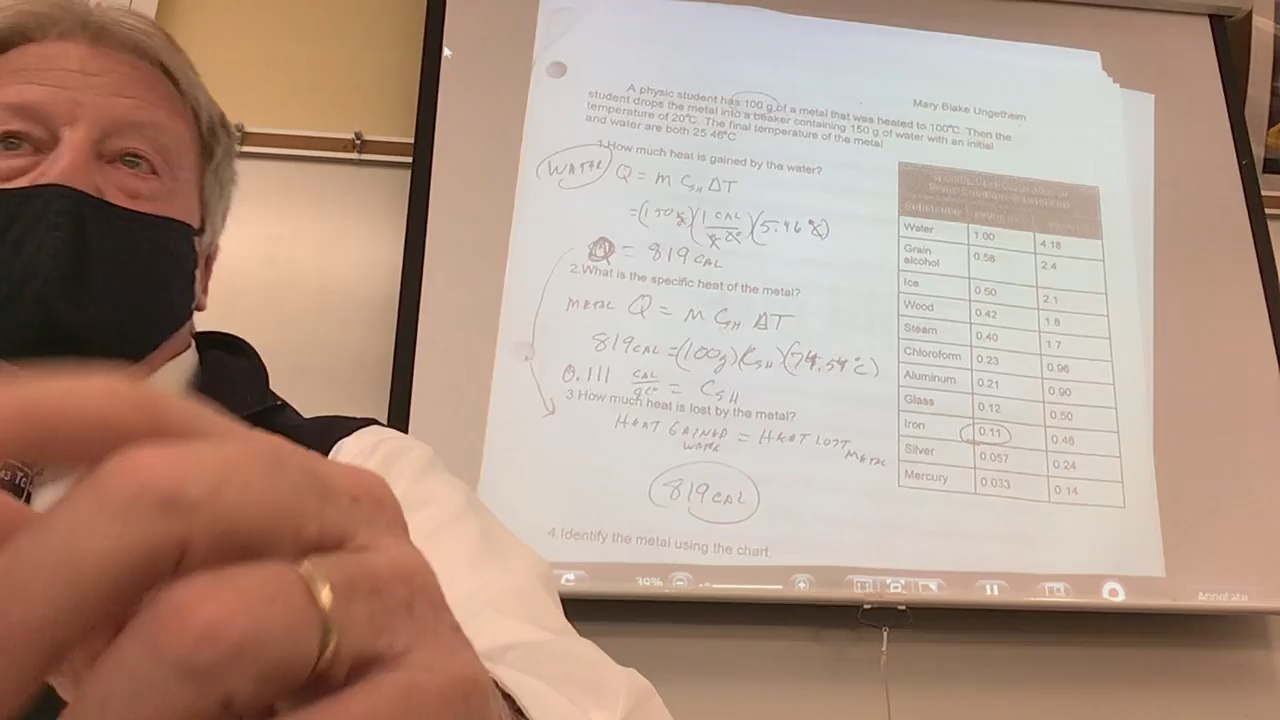 Mary Blake Ungetheim
A physic student has 100 g of a metal that was heated to 100°C. Then the
student drops the metal into a beaker containing 150 g of water with an initial
temperature of 20°C. The final temperature of the metal
and water are both 25.46°C
1. How much heat is gained by the water?
WATER Q = m CSH ΔT
=(150g)(1 CAL / g C°)(5.46°C)
Q = 819 CAL
2. What is the specific heat of the metal?
METAL Q = m CSH ΔT
819 CAL = (100g)(CSH)(74.54°C)
0.111 CAL / g C° = CSH
3. How much heat is lost by the metal?
HEAT GAINED WATER = HEAT LOST METAL
819 CAL
4. Identify the metal using the chart.
Substance
Water 1.00 4.18
Grain alcohol 0.58 2.4
Ice 0.50 2.1
Wood 0.42 1.8
Steam 0.40 1.7
Chloroform 0.23 0.96
Aluminum 0.21 0.90
Glass 0.12 0.50
Iron 0.11 0.46
Silver 0.057 0.24
Mercury 0.033 0.14
Annotate